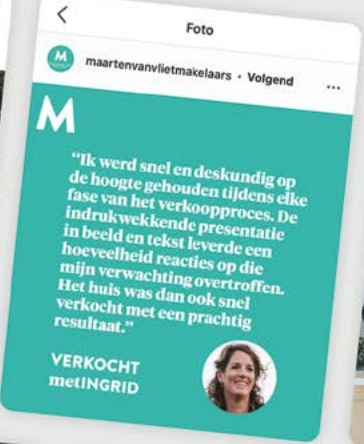 Foto
M
maartenvanvlietmakelaars • Volgend
M
“Ik werd snel en deskundig op
de hoogte gehouden tijdens elke
fase van het verkoopproces. De
indrukwekkende presentatie
in beeld en tekst leverde een
hoeveelheid reacties op die
mijn verwachting overtroffen.
Het huis was dan ook snel
verkocht met een prachtig
resultaat.”
VERKOCHT
metINGRID